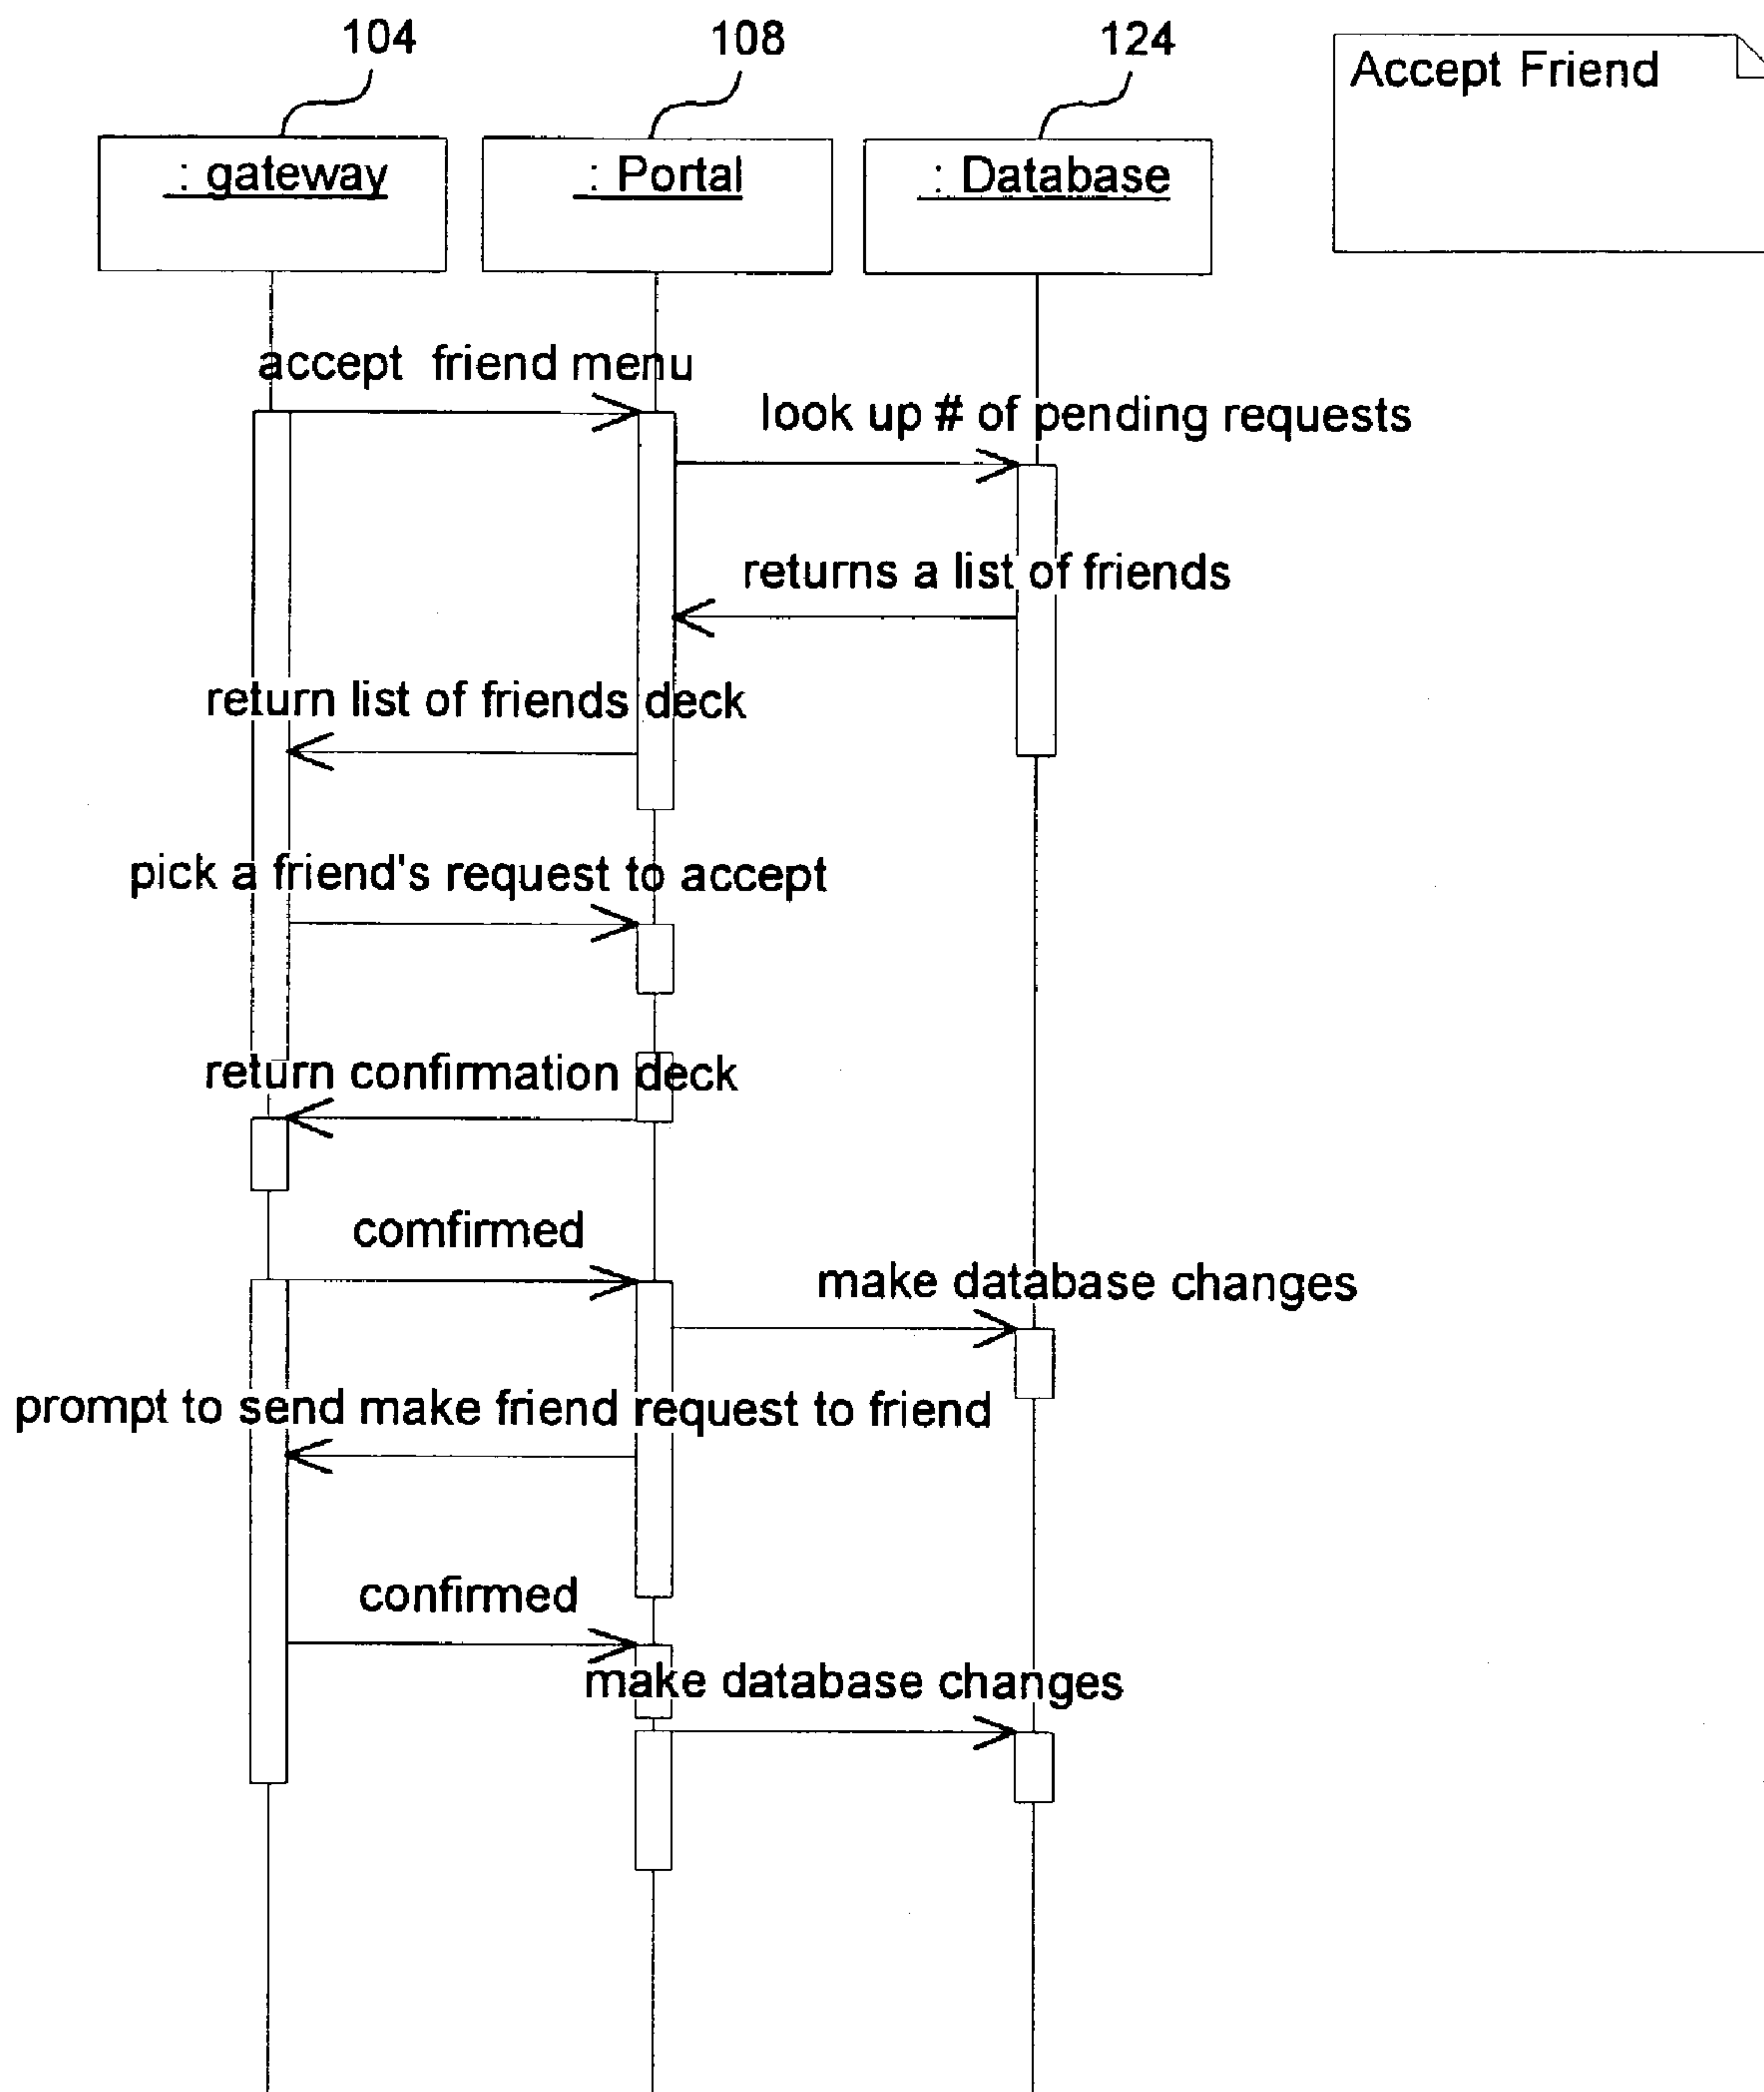 104
108
124
Accept Friend
: gateway
: Portal
: Database
accept friend menu
look up # of pending requests
returns a list of friends
return list of friends deck
pick a friend's request to accept
return confirmation deck
comfirmed
make database changes
prompt to send make friend request to friend
confirmed
make database changes